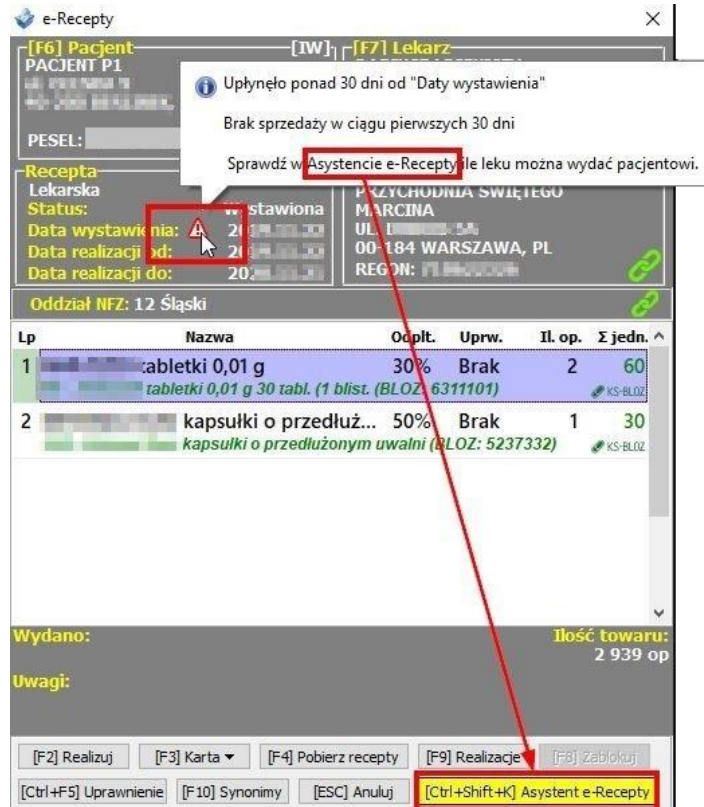 e-Recepty
[F6] Pacjent [IW]
[F7] Lekarz
PACJENT P1
PESEL:
Upłynęło ponad 30 dni od "Daty wystawienia"
Brak sprzedaży w ciągu pierwszych 30 dni
Sprawdź w Asystencie e-Recepty ile leku można wydać pacjentowi.
Recepta
Lekarska
Status: Wystawiona
Data wystawienia:
Data realizacji od:
Data realizacji do:
PRZYCHODNIA ŚWIĘTEGO
MARCINA
UL.
00-184 WARSZAWA, PL
REGON:
Oddział NFZ: 12 Śląski
Lp Nazwa Odpłt. Uprw. Il. op. Σ jedn.
1 tabletki 0,01 g 30% Brak 2 60
tabletki 0,01 g 30 tabl. (1 blist. (BLOZ: 6311101) KS-BLOZ
2 kapsułki o przedłuż... 50% Brak 1 30
kapsułki o przedłużonym uwalni (BLOZ: 5237332) KS-BLOZ
Wydano: Ilość towaru:
2 939 op
Uwagi:
[F2] Realizuj [F3] Karta [F4] Pobierz recepty [F9] Realizacje [F8] Zablokuj
[Ctrl+F5] Uprawnienie [F10] Synonimy [ESC] Anuluj [Ctrl+Shift+K] Asystent e-Recepty